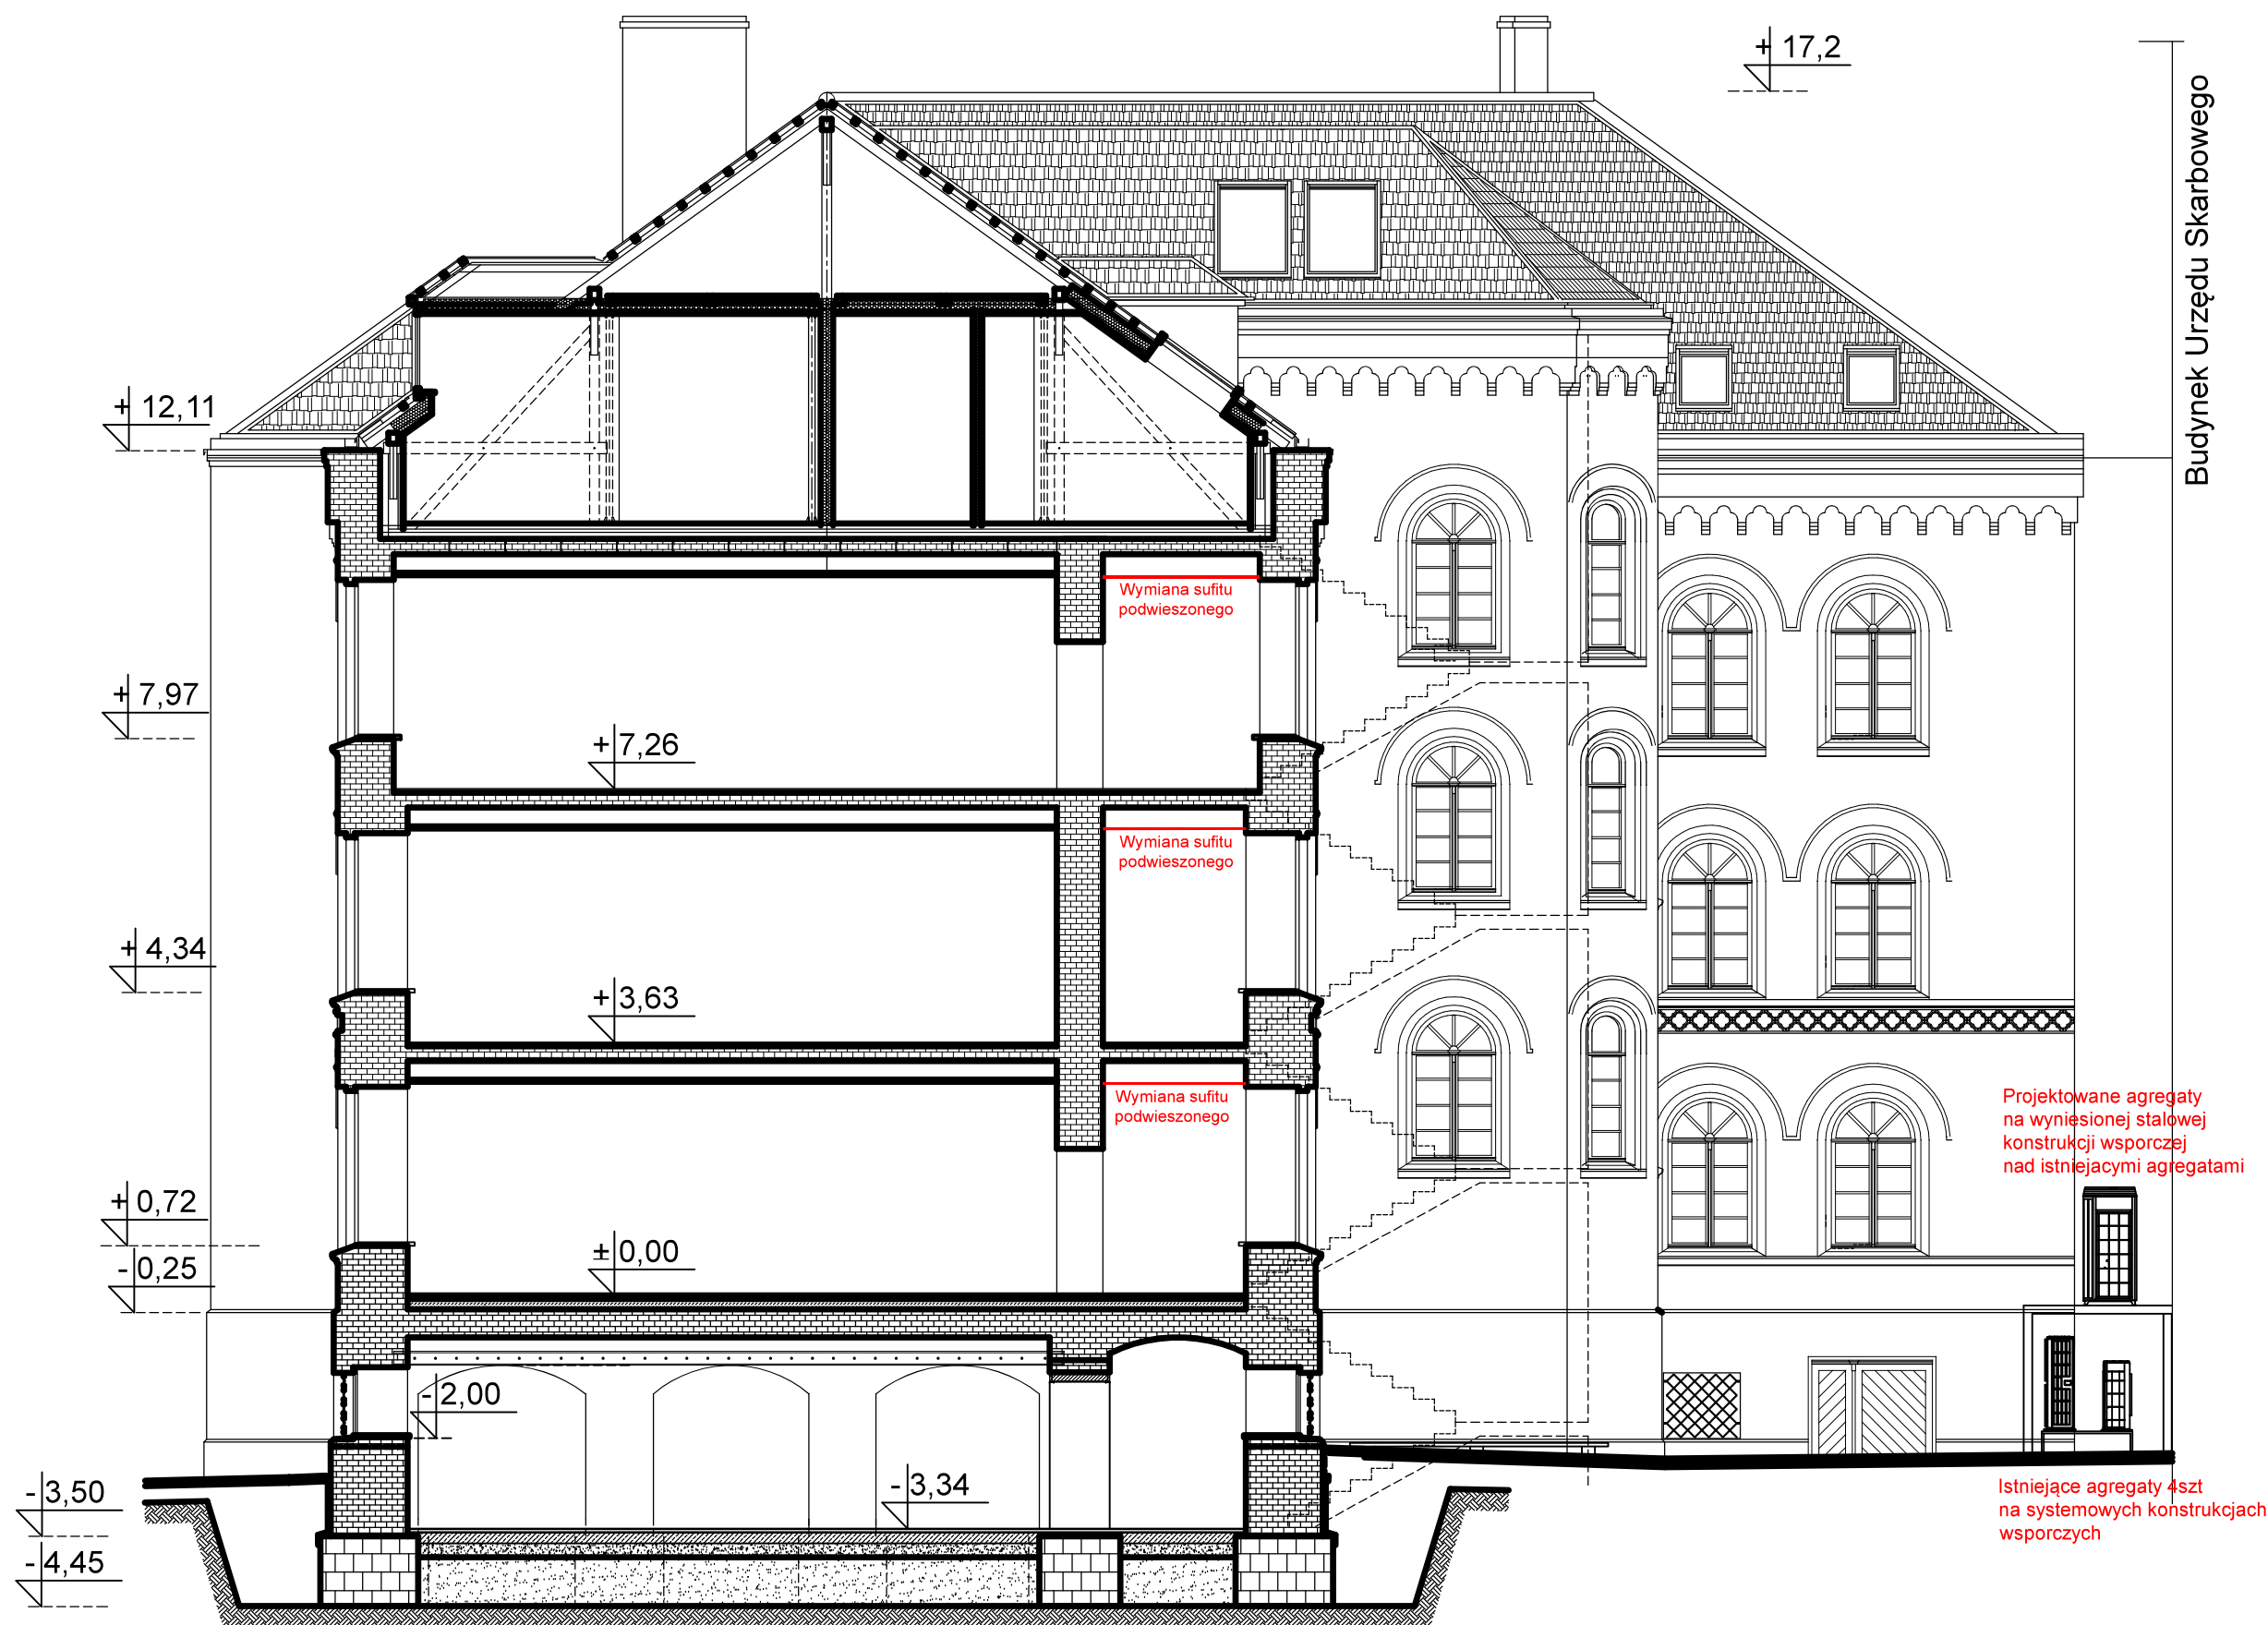 + 17,2
Budynek Urzędu Skarbowego
+ 12,11
Wymiana sufitu
podwieszonego
+ 7,97
+ 7,26
Wymiana sufitu
podwieszonego
+ 4,34
+ 3,63
Wymiana sufitu
podwieszonego
Projektowane agregaty
na wyniesionej stalowej
konstrukcji wsporczej
nad istniejacymi agregatami
+ 0,72
± 0,00
- 0,25
- 2,00
- 3,34
- 3,50
Istniejące agregaty 4szt
na systemowych konstrukcjach
wsporczych
- 4,45